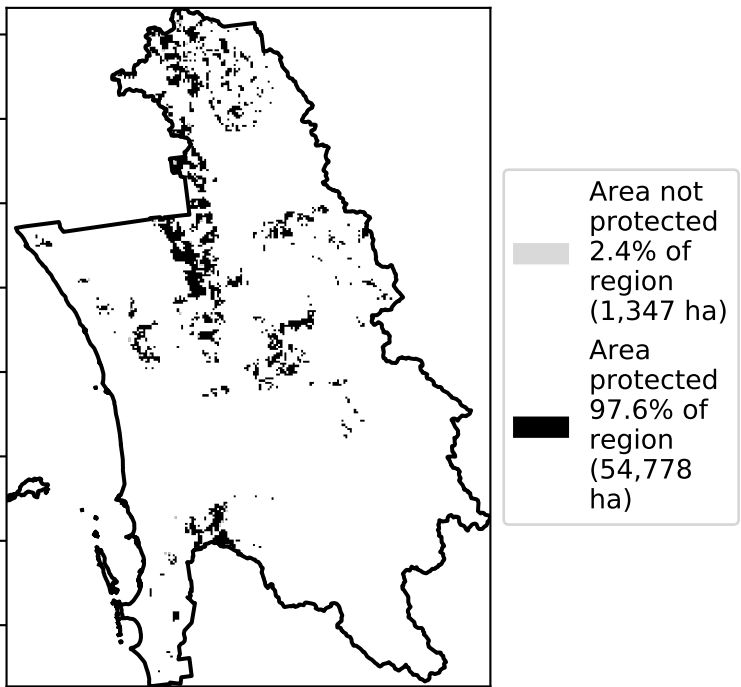 Area not
protected
2.4% of
region
(1,347 ha)
Area
protected
97.6% of
region
(54,778
ha)